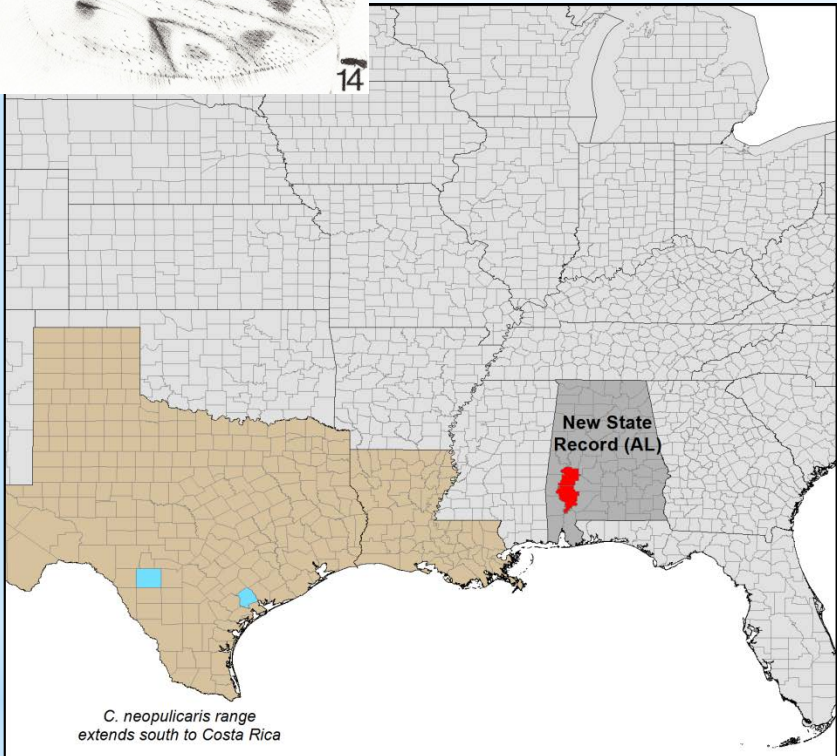 14
New State
Record (AL)
C. neopulicaris range
extends south to Costa Rica